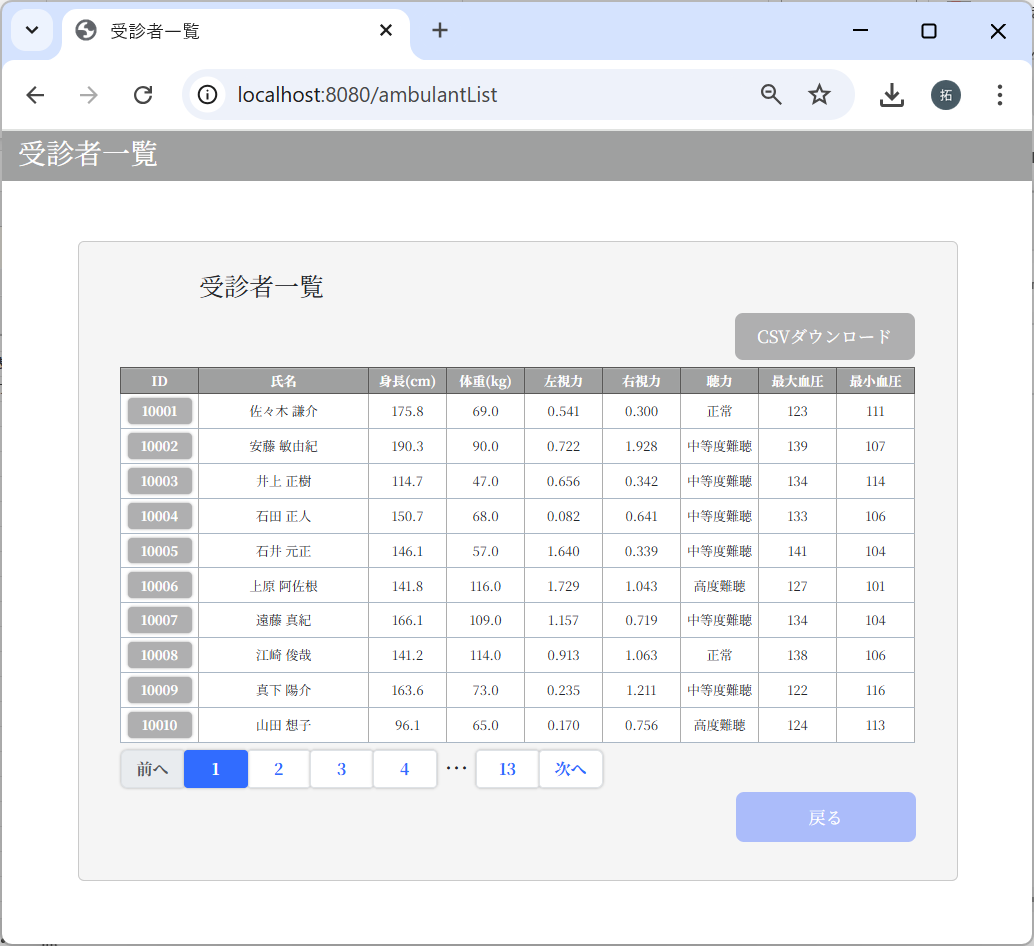 受診者一覧
localhost:8080/ambulantList
拓
受診者一覧
受診者一覧
CSVダウンロード
ID 氏名 身長(cm) 体重(kg) 左視力 右視力 聴力 最大血圧 最小血圧
10001 佐々木 謙介 175.8 69.0 0.541 0.300 正常 123 111
10002 安藤 敏由紀 190.3 90.0 0.722 1.928 中等度難聴 139 107
10003 井上 正樹 114.7 47.0 0.656 0.342 中等度難聴 134 114
10004 石田 正人 150.7 68.0 0.082 0.641 中等度難聴 133 106
10005 石井 元正 146.1 57.0 1.640 0.339 中等度難聴 141 104
10006 上原 阿佐根 141.8 116.0 1.729 1.043 高度難聴 127 101
10007 遠藤 真紀 166.1 109.0 1.157 0.719 中等度難聴 134 104
10008 江崎 俊哉 141.2 114.0 0.913 1.063 正常 138 106
10009 真下 陽介 163.6 73.0 0.235 1.211 中等度難聴 122 116
10010 山田 想子 96.1 65.0 0.170 0.756 高度難聴 124 113
前へ 1 2 3 4 … 13 次へ
戻る